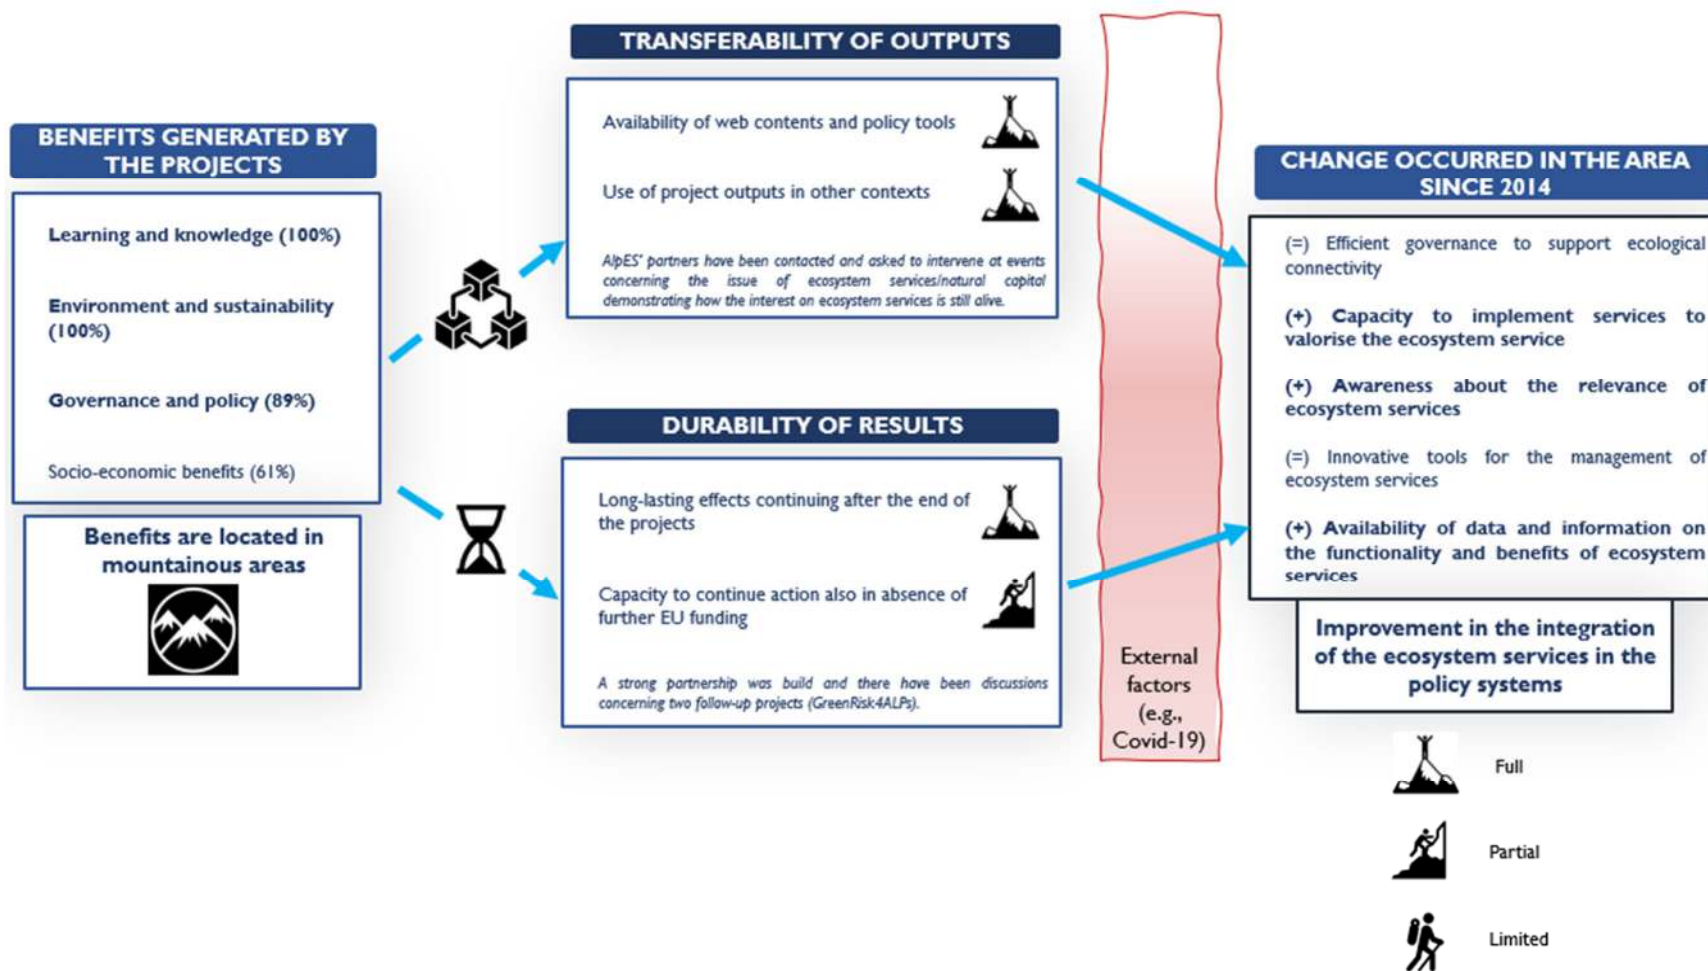 BENEFITS GENERATED BY
THE PROJECTS
Learning and knowledge (100%)
Environment and sustainability
(100%)
Governance and policy (89%)
Socio-economic benefits (61%)
Benefits are located in
mountainous areas
TRANSFERABILITY OF OUTPUTS
Availability of web contents and policy tools
Use of project outputs in other contexts
AlpES' partners have been contacted and asked to intervene at events
concerning the issue of ecosystem services/natural capital
demonstrating how the interest on ecosystem services is still alive.
DURABILITY OF RESULTS
Long-lasting effects continuing after the end of
the projects
Capacity to continue action also in absence of
further EU funding
A strong partnership was build and there have been discussions
concerning two follow-up projects (GreenRisk4ALPs).
External
factors
(e.g.,
Covid-19)
CHANGE OCCURRED IN THE AREA
SINCE 2014
(=) Efficient governance to support ecological
connectivity
(+) Capacity to implement services to
valorise the ecosystem service
(+) Awareness about the relevance of
ecosystem services
(=) Innovative tools for the management of
ecosystem services
(+) Availability of data and information on
the functionality and benefits of ecosystem
services
Improvement in the integration
of the ecosystem services in the
policy systems
Full
Partial
Limited